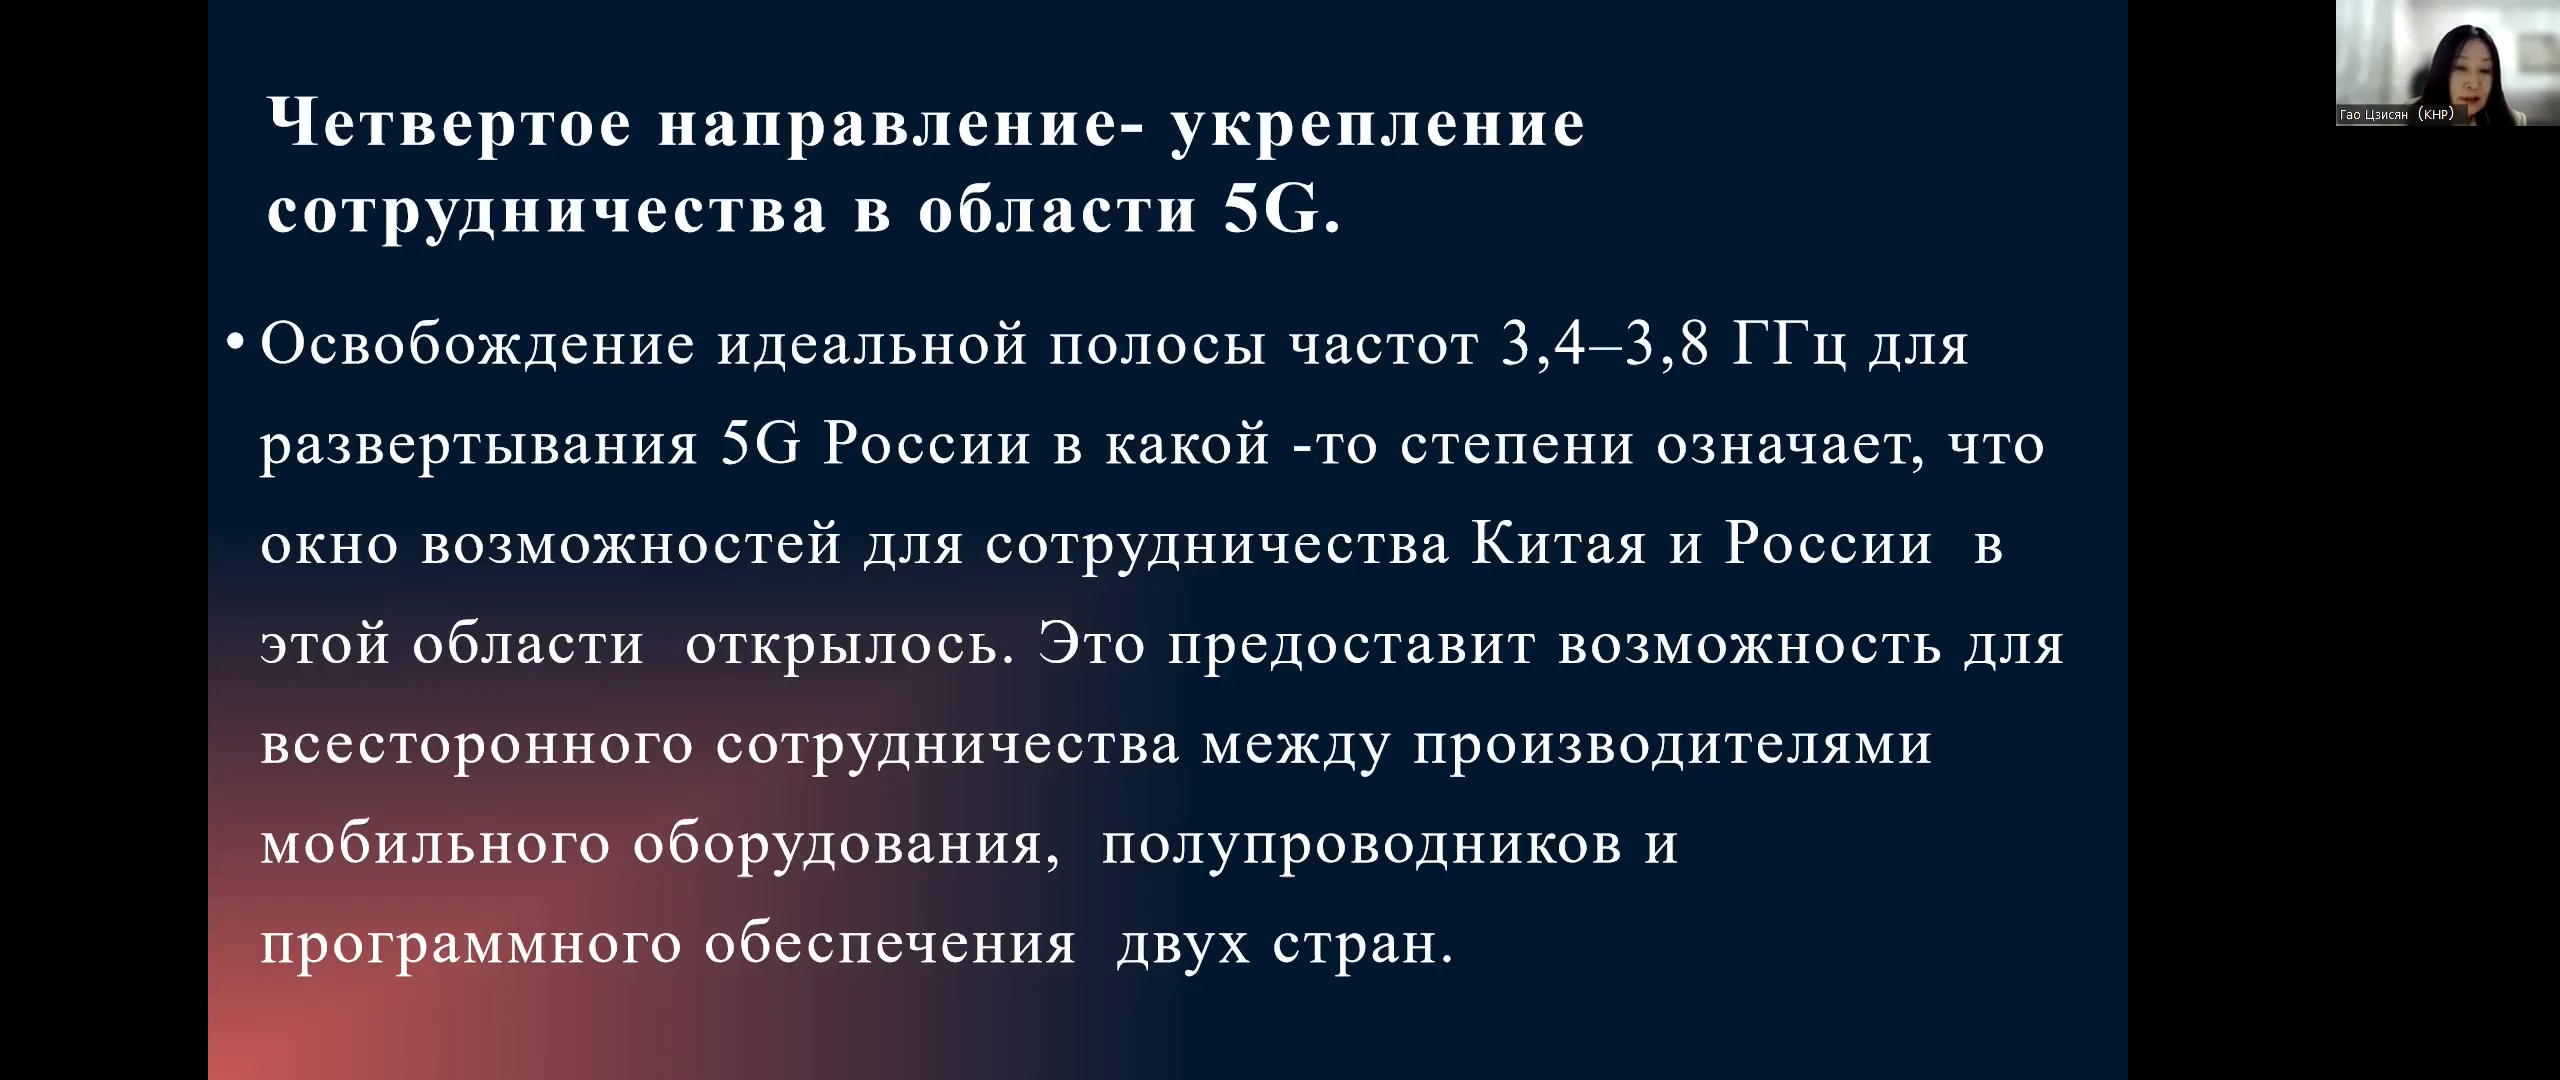 Четвертое направление- укрепление
сотрудничества в области 5G.
• Освобождение идеальной полосы частот 3,4–3,8 ГГц для
развертывания 5G России в какой -то степени означает, что
окно возможностей для сотрудничества Китая и России  в
этой области  открылось. Это предоставит возможность для
всесторонного сотрудничества между производителями
мобильного оборудования,  полупроводников и
программного обеспечения  двух стран.
Гао Цзисян（КНР）